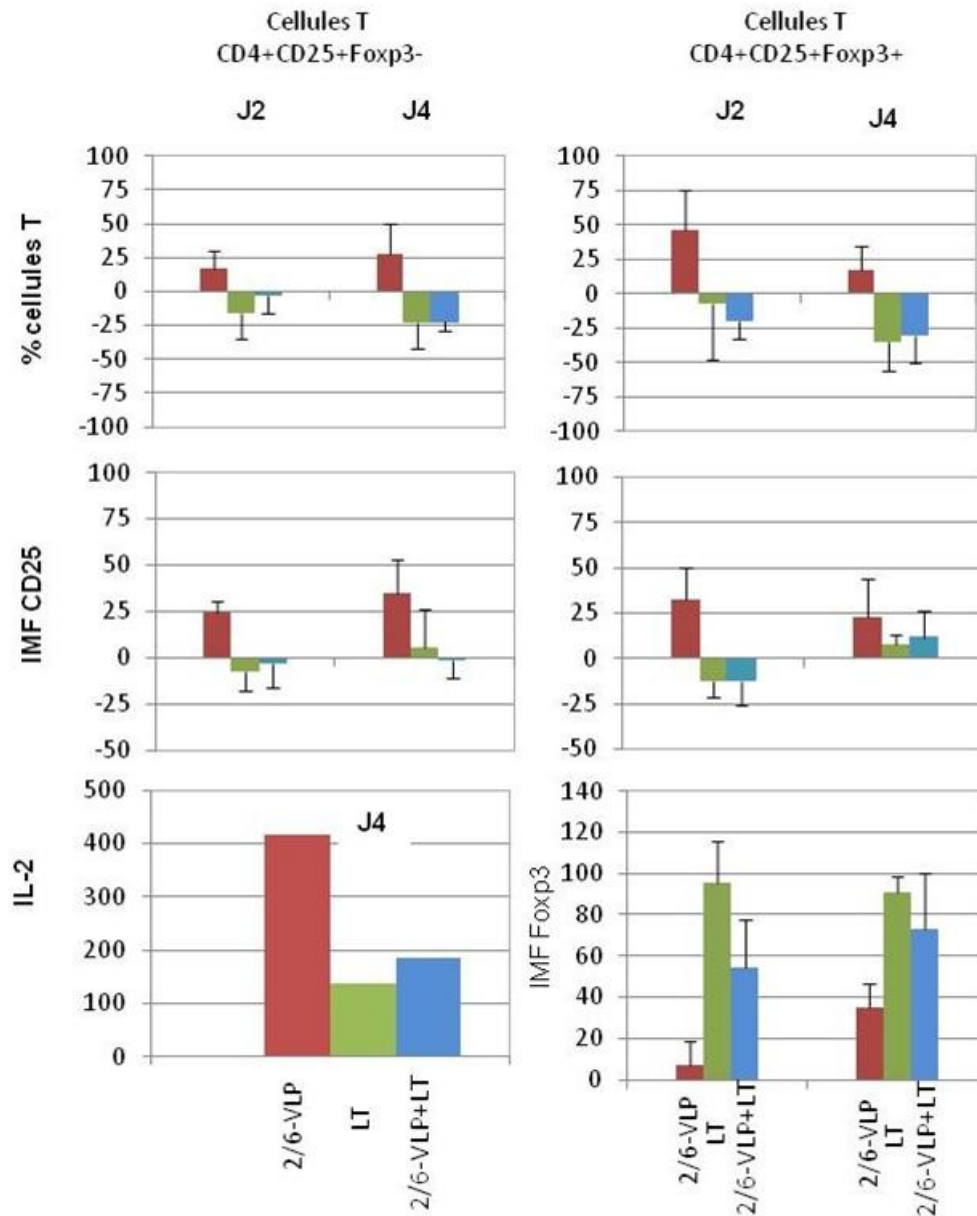 Cellules T
CD4+CD25+Foxp3-
Cellules T
CD4+CD25+Foxp3+
J2
J4
J2
J4
%cellules T
100
75
50
25
0
-25
-50
-75
-100
100
75
50
25
0
-25
-50
-75
-100
IMF CD25
100
75
50
25
0
-25
-50
100
75
50
25
0
-25
-50
IL-2
500
400
300
200
100
0
J4
2/6-VLP
LT
2/6-VLP+LT
IMF Foxp3
140
120
100
80
60
40
20
0
2/6-VLP
LT
2/6-VLP+LT
2/6-VLP
LT
2/6-VLP+LT